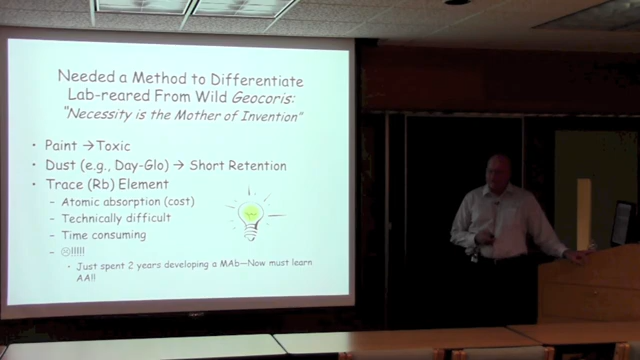 Needed a Method to Differentiate
Lab-reared From Wild Geocoris:
"Necessity is the Mother of Invention"
• Paint →Toxic
• Dust (e.g., Day-Glo) → Short Retention
• Trace (Rb) Element
– Atomic absorption (cost)
– Technically difficult
– Time consuming
– ☹!!!!!
• Just spent 2 years developing a MAb—Now must learn
AA!!